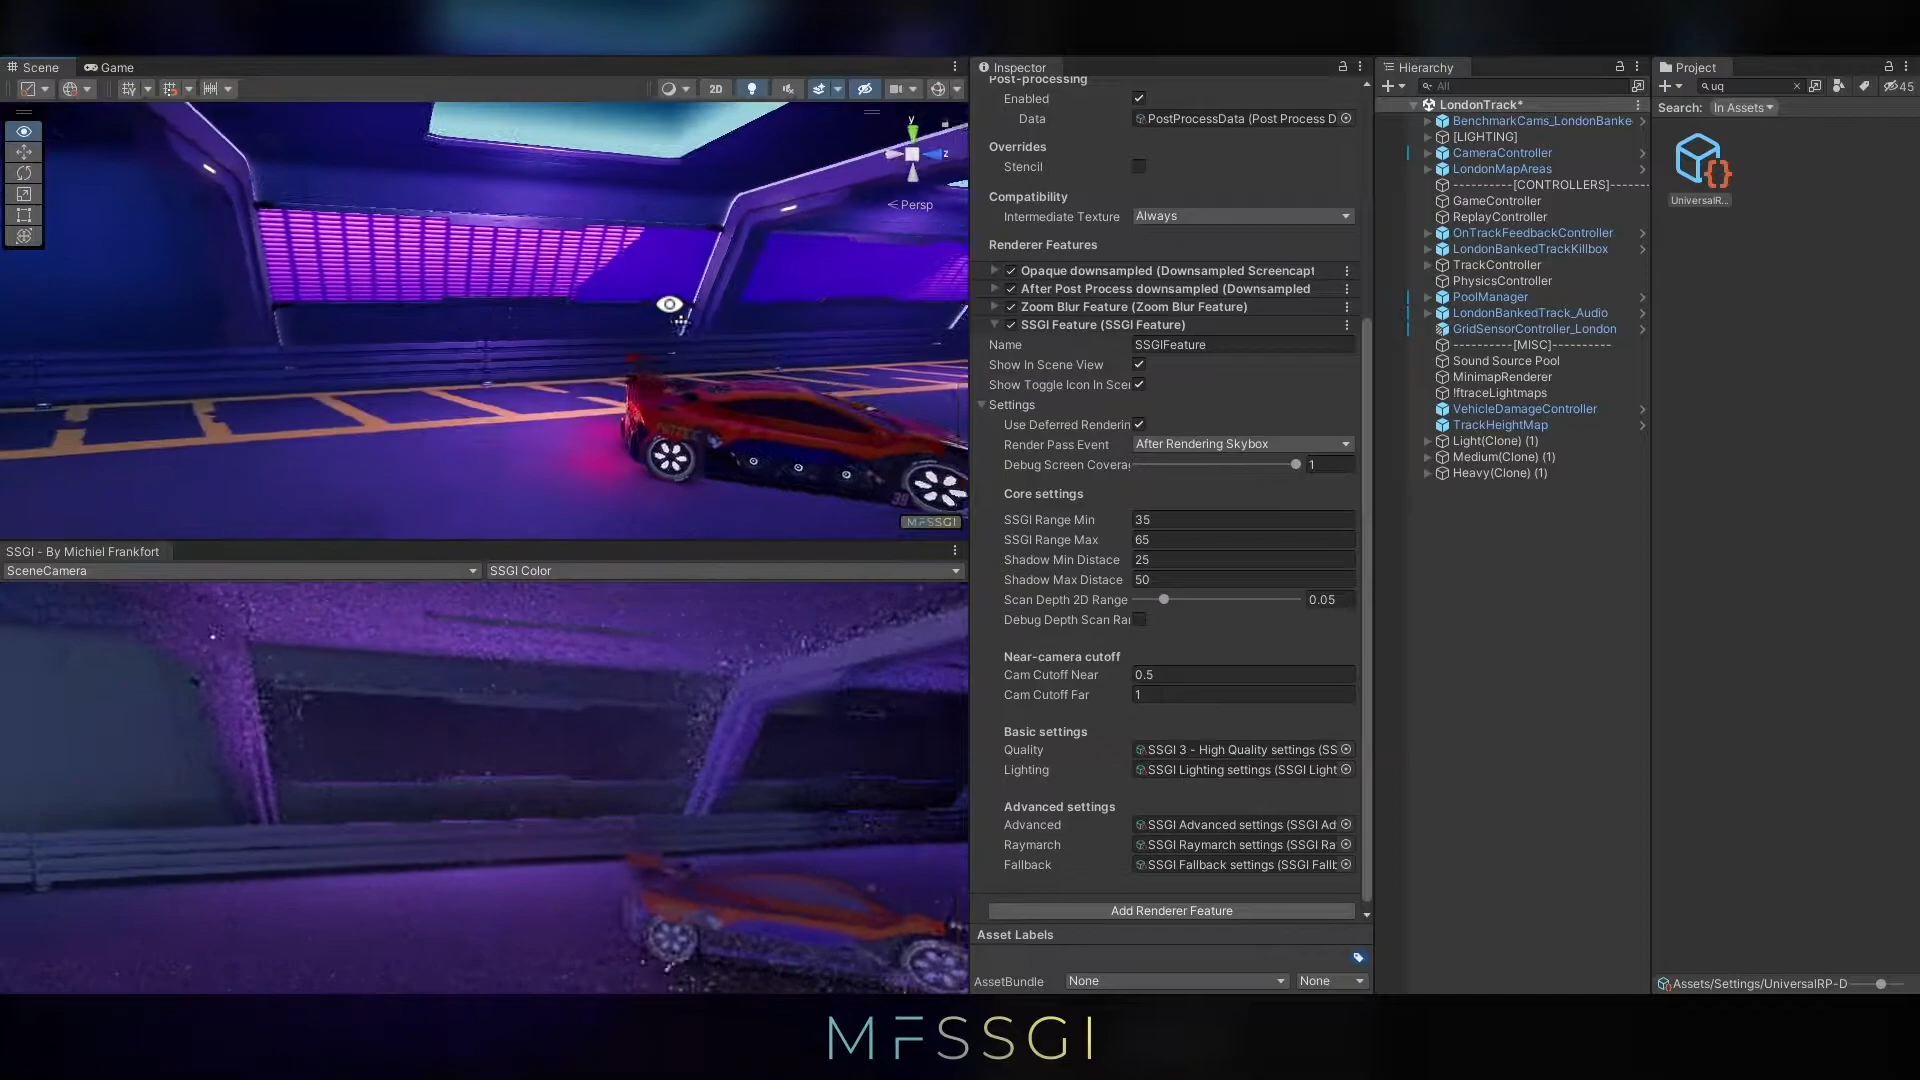 Scene
Game
2D
y
z
Persp
MFSSGI
SSGI - By Michiel Frankfort
SceneCamera
SSGI Color
Inspector
Post-processing
Enabled
Data
PostProcessData (Post Process D
Overrides
Stencil
Compatibility
Intermediate Texture
Always
Renderer Features
Opaque downsampled (Downsampled Screencapt
After Post Process downsampled (Downsampled
Zoom Blur Feature (Zoom Blur Feature)
SSGI Feature (SSGI Feature)
Name
SSGIFeature
Show In Scene View
Show Toggle Icon In Scer
Settings
Use Deferred Renderin
Render Pass Event
After Rendering Skybox
Debug Screen Covera
1
Core settings
SSGI Range Min
35
SSGI Range Max
65
Shadow Min Distace
25
Shadow Max Distace
50
Scan Depth 2D Range
0.05
Debug Depth Scan Ra
Near-camera cutoff
Cam Cutoff Near
0.5
Cam Cutoff Far
1
Basic settings
Quality
SSGI 3 - High Quality settings (SS
Lighting
SSGI Lighting settings (SSGI Light
Advanced settings
Advanced
SSGI Advanced settings (SSGI Ad
Raymarch
SSGI Raymarch settings (SSGI Ra
Fallback
SSGI Fallback settings (SSGI Fallb
Add Renderer Feature
Asset Labels
AssetBundle
None
None
Hierarchy
All
LondonTrack*
BenchmarkCams_LondonBanke
[LIGHTING]
CameraController
LondonMapAreas
----------[CONTROLLERS]------
GameController
ReplayController
OnTrackFeedbackController
LondonBankedTrackKillbox
TrackController
PhysicsController
PoolManager
LondonBankedTrack_Audio
GridSensorController_London
----------[MISC]----------
Sound Source Pool
MinimapRenderer
!ftraceLightmaps
VehicleDamageController
TrackHeightMap
Light(Clone) (1)
Medium(Clone) (1)
Heavy(Clone) (1)
Project
uq
45
Search:
In Assets
UniversalR...
Assets/Settings/UniversalRP-D
MFSSGI